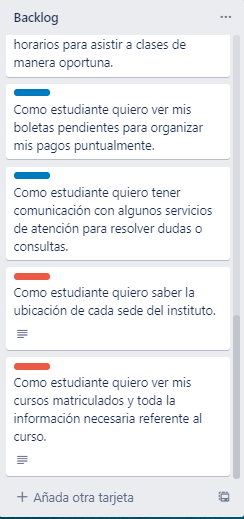 Backlog
horarios para asistir a clases de
manera oportuna.
Como estudiante quiero ver mis
boletas pendientes para organizar
mis pagos puntualmente.
Como estudiante quiero tener
comunicación con algunos servicios
de atención para resolver dudas o
consultas.
Como estudiante quiero saber la
ubicación de cada sede del instituto.
Como estudiante quiero ver mis
cursos matriculados y toda la
información necesaria referente al
curso.
+ Añada otra tarjeta